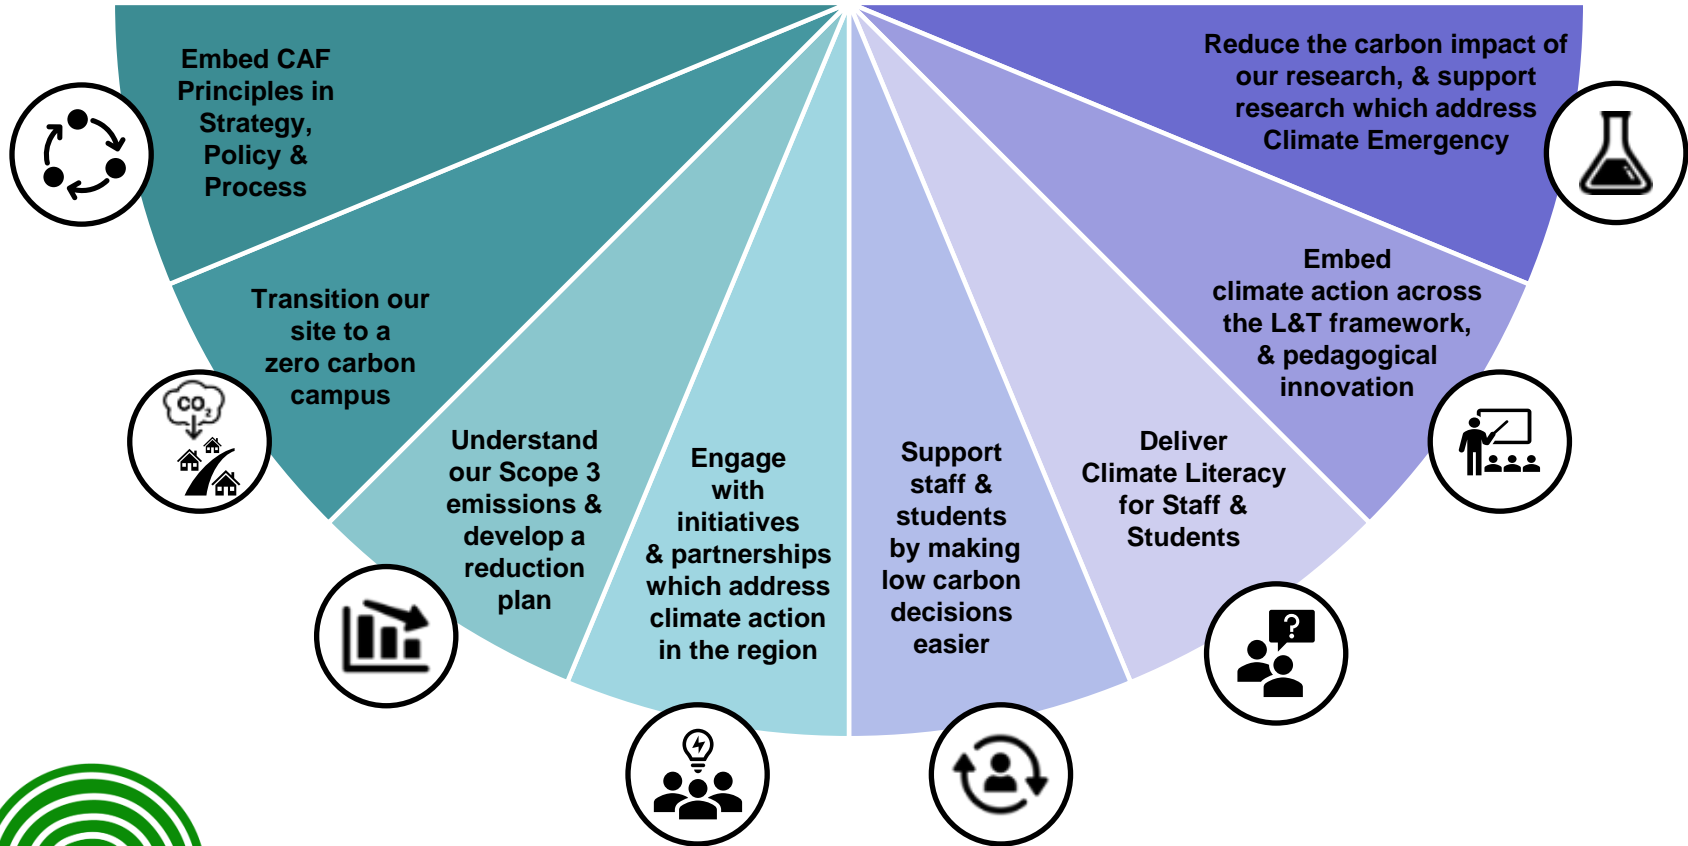 Embed CAF
Principles in
Strategy,
Policy &
Process
Transition our
site to a
zero carbon
campus
CO2
Understand
our Scope 3
emissions &
develop a
reduction
plan
Engage
with
initiatives
& partnerships
which address
climate action
in the region
Support
staff &
students
by making
low carbon
decisions
easier
Deliver
Climate Literacy
for Staff &
Students
?
Embed
climate action across
the L&T framework,
& pedagogical
innovation
Reduce the carbon impact of
our research, & support
research which address
Climate Emergency